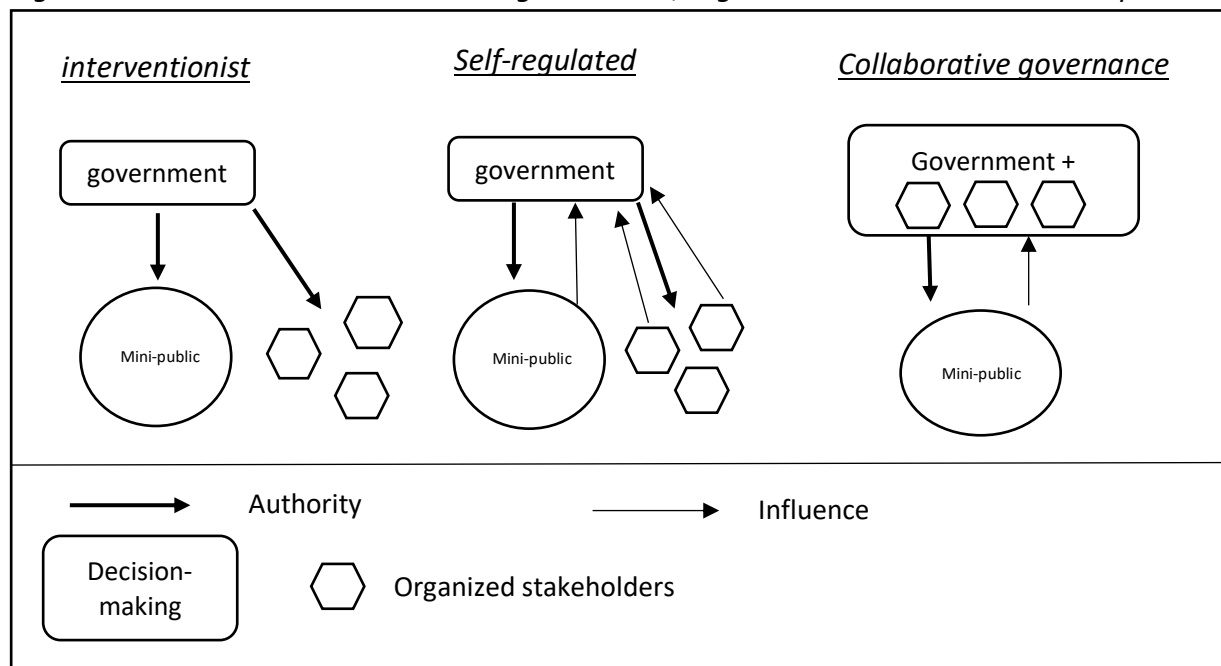 interventionist
Self-regulated
Collaborative governance
government
government
Government +
Mini-public
Mini-public
Mini-public
Authority
Influence
Decision-
making
Organized stakeholders